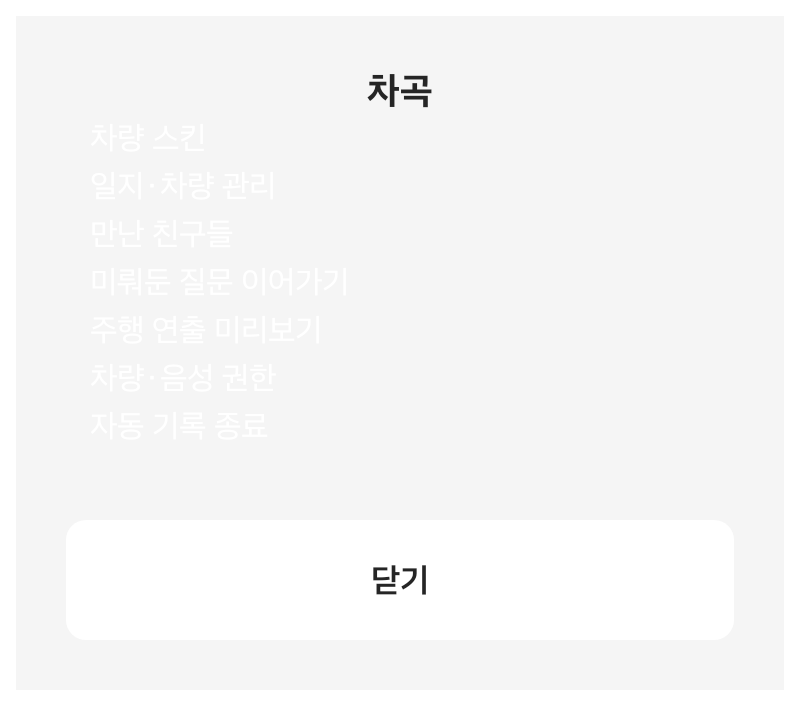 차곡
차량 스킨
일지·차량 관리
만난 친구들
미뤄둔 질문 이어가기
주행 연출 미리보기
차량·음성 권한
자동 기록 종료
닫기